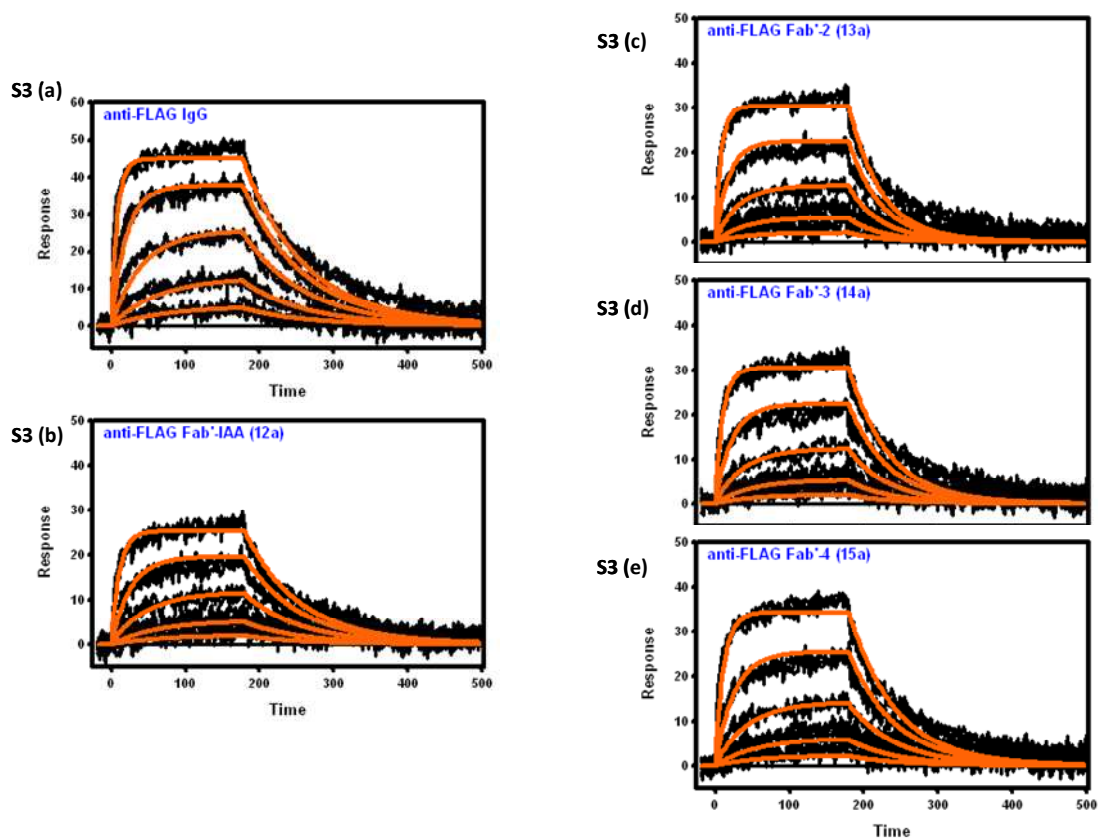 S3 (a)
anti-FLAG IgG
60
50
40
30
20
10
0
Response
0 100 200 300 400 500
Time
S3 (b)
anti-FLAG Fab'-IAA (12a)
50
40
30
20
10
0
Response
0 100 200 300 400 500
Time
S3 (c)
anti-FLAG Fab'-2 (13a)
50
40
30
20
10
0
Response
S3 (d)
anti-FLAG Fab'-3 (14a)
50
40
30
20
10
0
Response
S3 (e)
anti-FLAG Fab'-4 (15a)
50
40
30
20
10
0
Response
0 100 200 300 400 500
Time